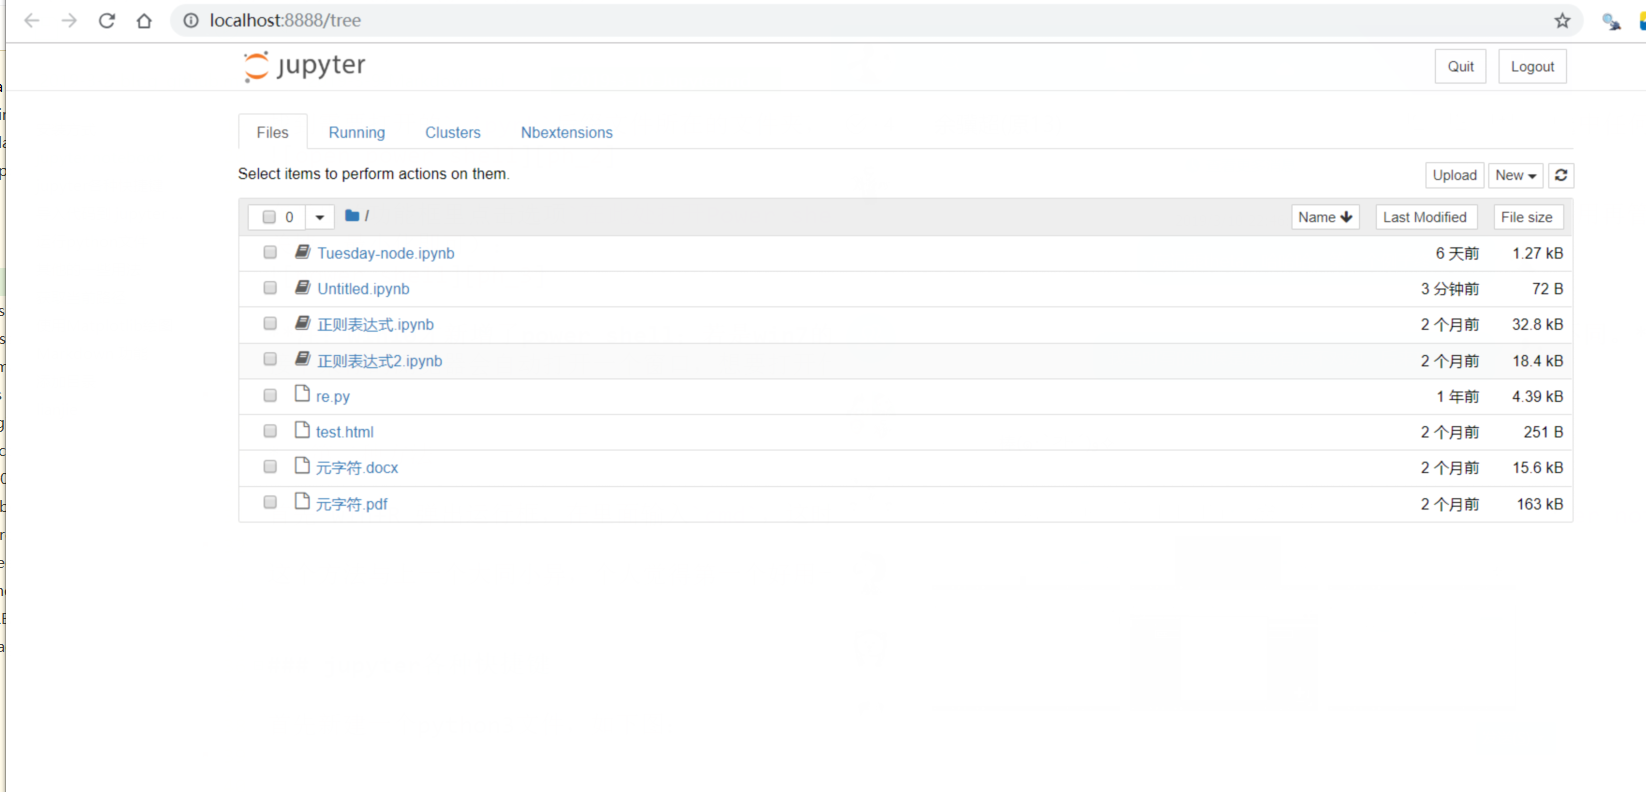 localhost:8888/tree
jupyter
Quit Logout
Files Running Clusters Nbextensions
Select items to perform actions on them.
Upload New
0 / Name Last Modified File size
Tuesday-node.ipynb 6 天前 1.27 kB
Untitled.ipynb 3 分钟前 72 B
正则表达式.ipynb 2 个月前 32.8 kB
正则表达式2.ipynb 2 个月前 18.4 kB
re.py 1 年前 4.39 kB
test.html 2 个月前 251 B
元字符.docx 2 个月前 15.6 kB
元字符.pdf 2 个月前 163 kB